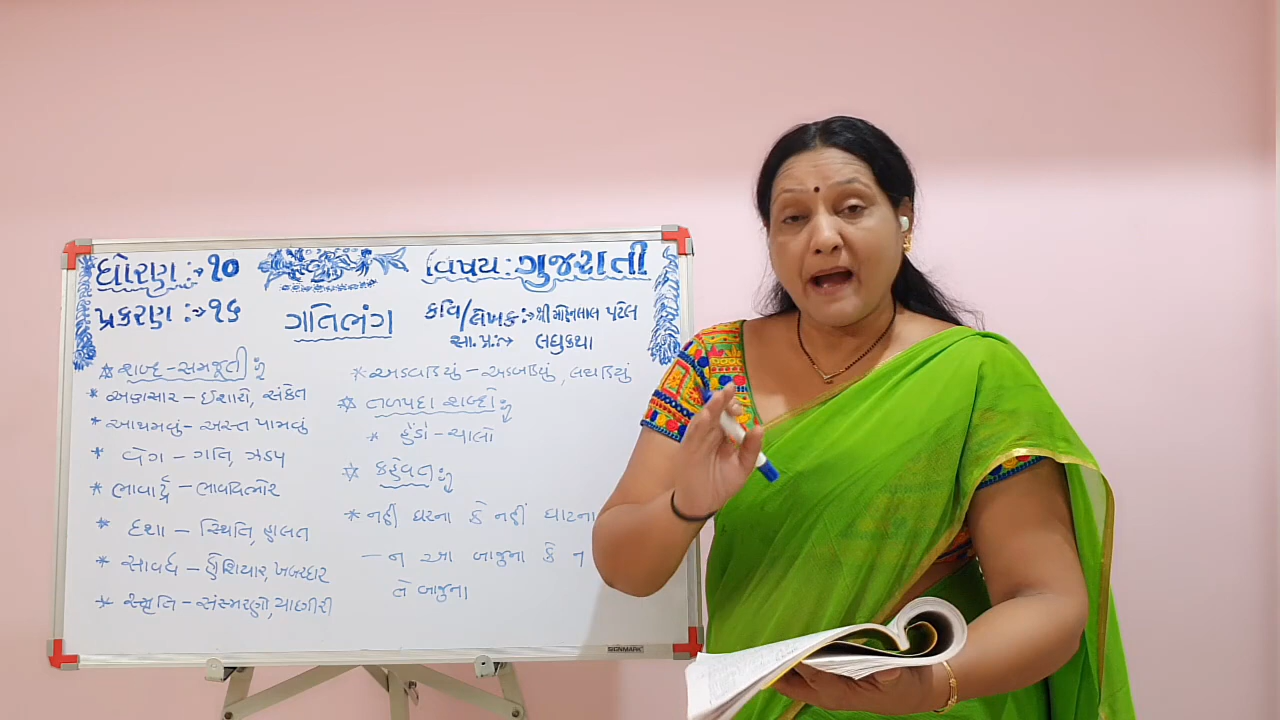 ધોરણ :→ ૧૦
વિષય : ગુજરાતી
પ્રકરણ :→ ૧૬
ગતિભંગ
કવિ/લેખક :→ શ્રી મોહનલાલ પટેલ
સા.પ્ર. :→ લઘુકથા
* શબ્દ-સમજૂતી :
* અણસાર – ઈશારો, સંકેત
* આથમવું – અસ્ત પામવું
* વેગ – ગતિ, ઝડપ
* ભાવાર્દ્ર – ભાવવિભોર
* દશા – સ્થિતિ, હાલત
* સાવધ – હોંશિયાર, ખબરદાર
* સ્મૃતિ – સંસ્મરણો, યાદગીરી
* અડવડિયું – અડબડિયું, લથડિયું
* તળપદા શબ્દો :
* હેંડો – ચાલો
* કહેવત :
* નહીં ઘરના કે નહીં ઘાટના
– ન આ બાજુના કે ન
તે બાજુના
SIGNMARK